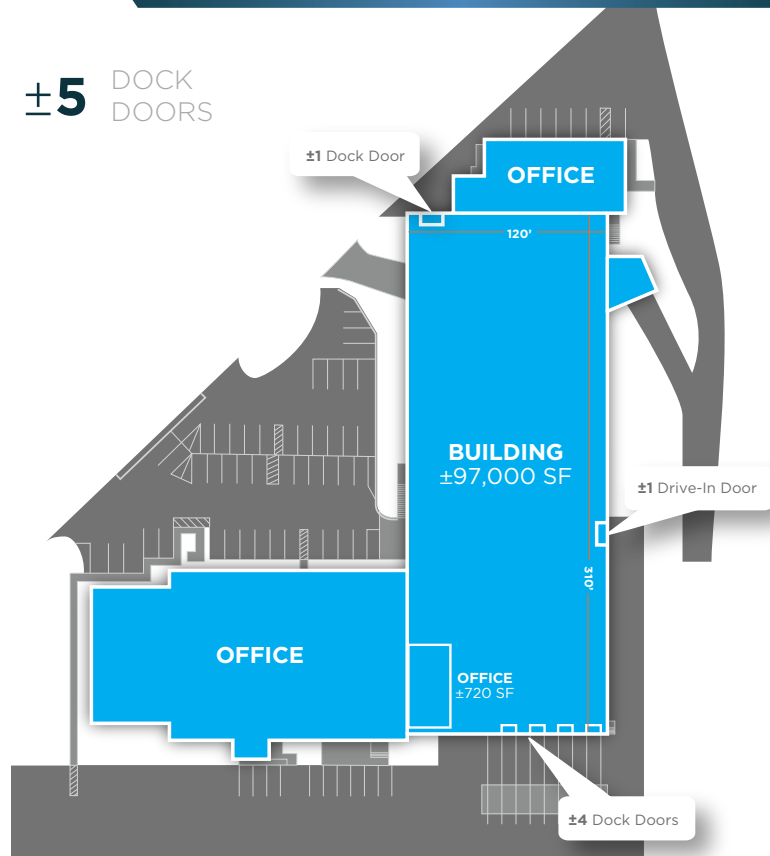 ±5 DOCK
DOORS
±1 Dock Door
OFFICE
120'
BUILDING
±97,000 SF
±1 Drive-In Door
310'
OFFICE
OFFICE
±720 SF
±4 Dock Doors